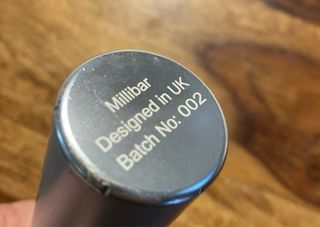 Millibar
Designed in UK
Batch No: 002